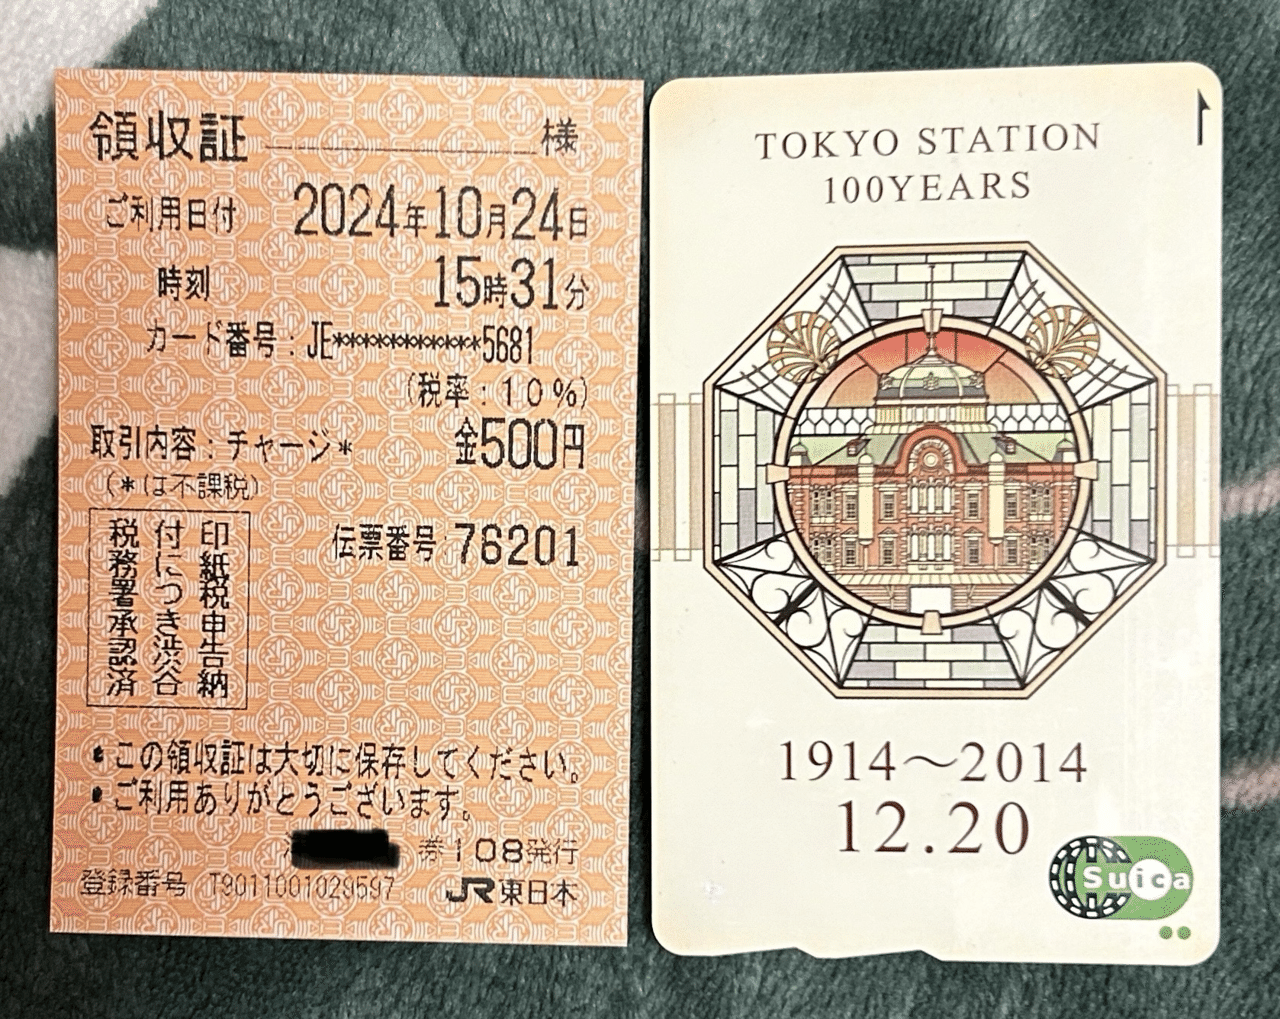 領収証 様
ご利用日付 2024年10月24日
時刻 15時31分
カード番号:JE*************5681
(税率:10%)
取引内容:チャージ* 金500円
(*は不課税)
伝票番号 76201
印紙税申告納
付につき渋谷
税務署承認済
•この領収証は大切に保存してください。
•ご利用ありがとうございます。
券108発行
登録番号 T9011001029597 JR東日本
TOKYO STATION
100YEARS
1914〜2014
12.20
Suica